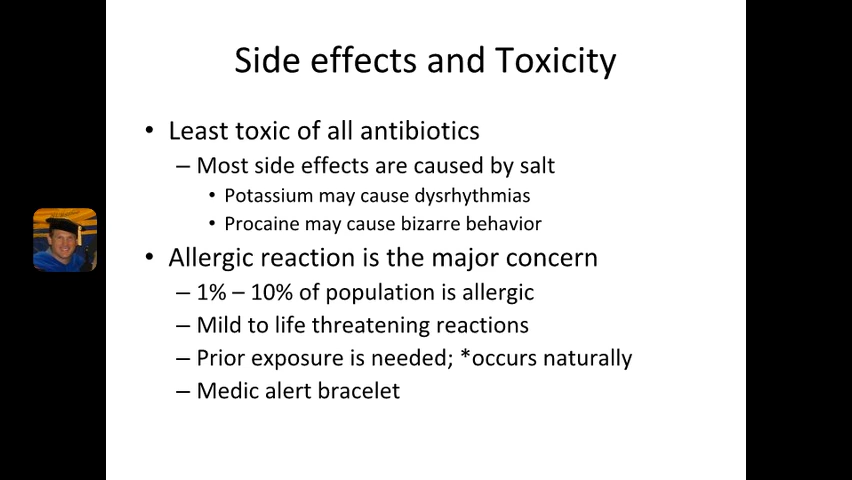 Side effects and Toxicity
• Least toxic of all antibiotics
– Most side effects are caused by salt
• Potassium may cause dysrhythmias
• Procaine may cause bizarre behavior
• Allergic reaction is the major concern
– 1% – 10% of population is allergic
– Mild to life threatening reactions
– Prior exposure is needed; *occurs naturally
– Medic alert bracelet